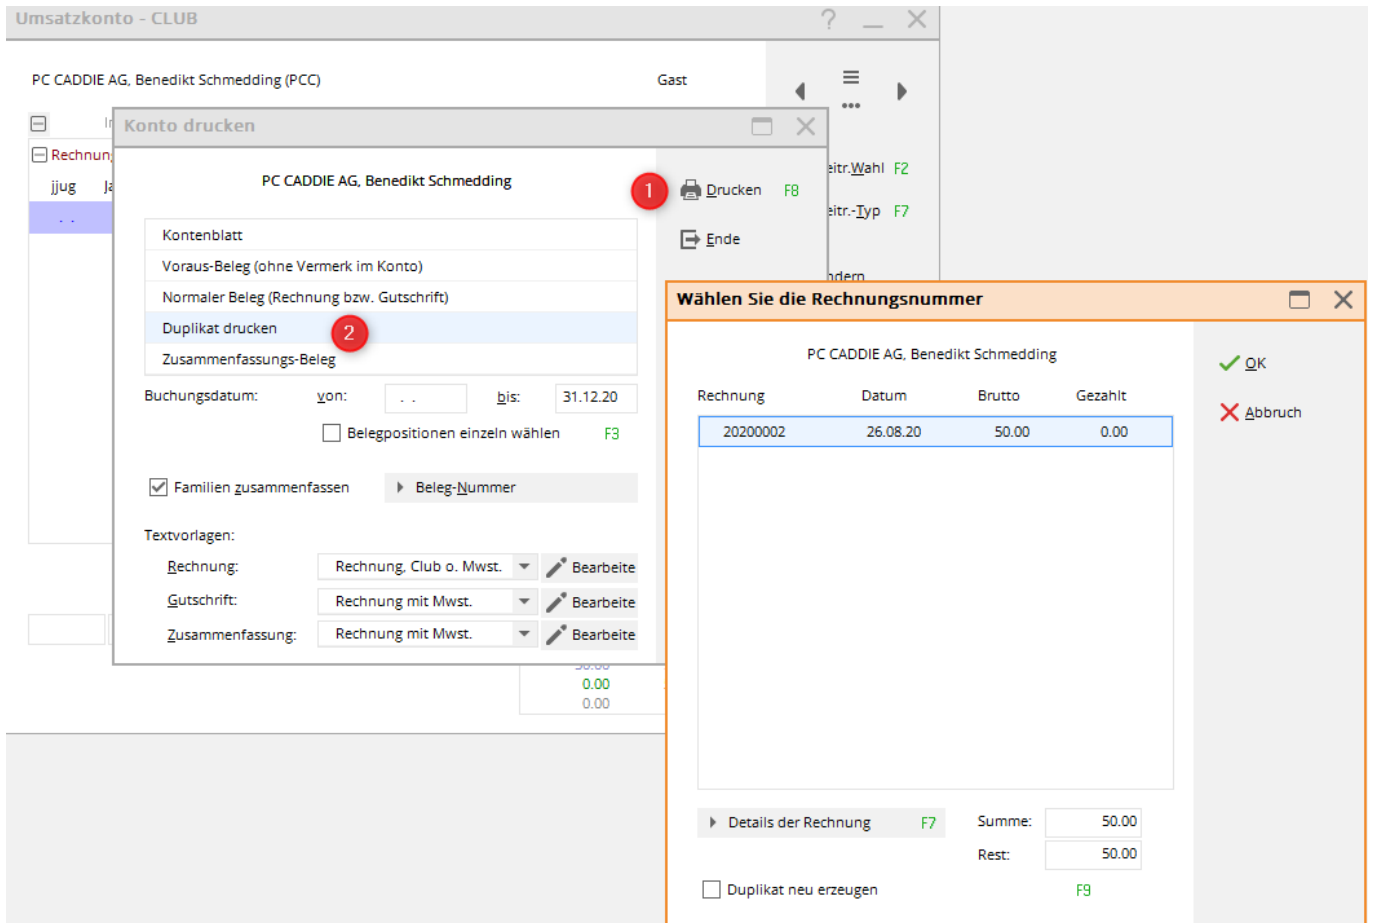 Umsatzkonto - CLUB
PC CADDIE AG, Benedikt Schmedding (PCC)
Gast
Konto drucken
Rechnun
jjug
PC CADDIE AG, Benedikt Schmedding
1
Drucken F8
Ende
eitr.Wahl F2
eitr.-Typ F7
ndern
Kontenblatt
Voraus-Beleg (ohne Vermerk im Konto)
Normaler Beleg (Rechnung bzw. Gutschrift)
Duplikat drucken
2
Zusammenfassungs-Beleg
Buchungsdatum: von: . . bis: 31.12.20
Belegpositionen einzeln wählen F3
Familien zusammenfassen
Beleg-Nummer
Textvorlagen:
Rechnung: Rechnung, Club o. Mwst. Bearbeite
Gutschrift: Rechnung mit Mwst. Bearbeite
Zusammenfassung: Rechnung mit Mwst. Bearbeite
0.00
0.00
Wählen Sie die Rechnungsnummer
PC CADDIE AG, Benedikt Schmedding
OK
Abbruch
Rechnung Datum Brutto Gezahlt
20200002 26.08.20 50.00 0.00
Details der Rechnung F7
Summe: 50.00
Rest: 50.00
Duplikat neu erzeugen F9